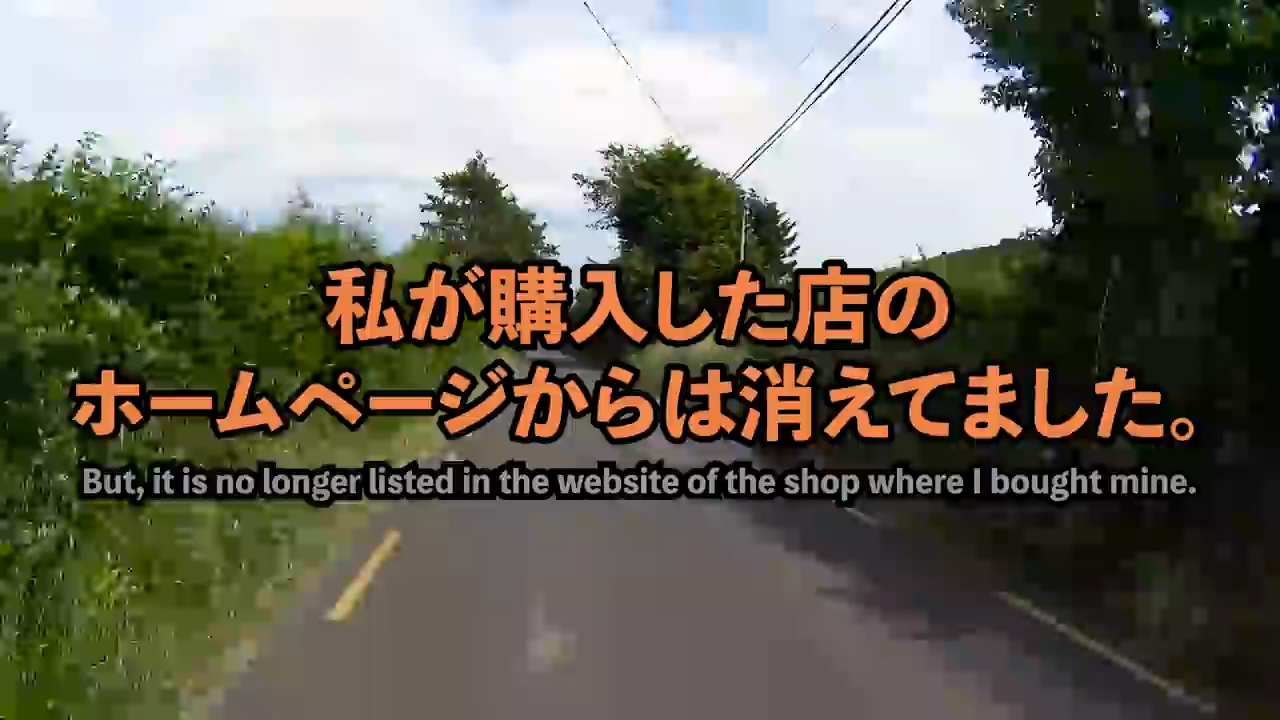 私が購入した店の
ホームページからは消えてました。
But, it is no longer listed in the website of the shop where I bought mine.